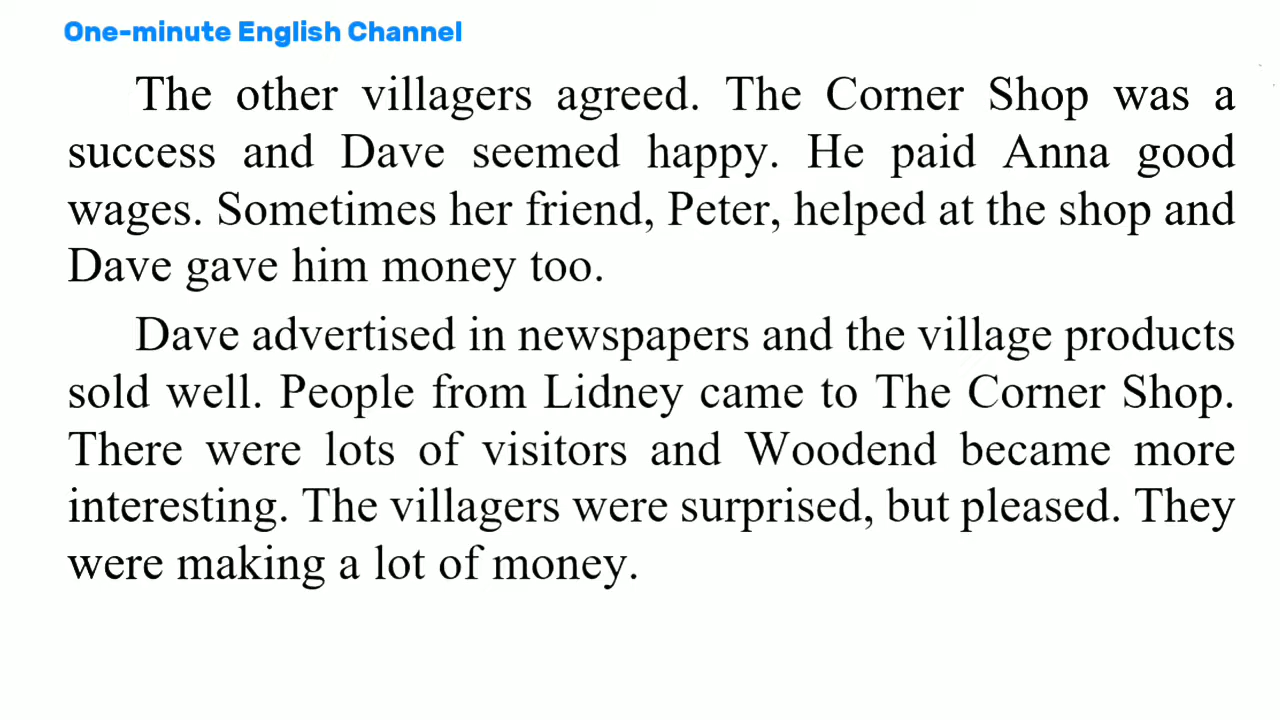 One-minute English Channel
The other villagers agreed. The Corner Shop was a
success and Dave seemed happy. He paid Anna good
wages. Sometimes her friend, Peter, helped at the shop and
Dave gave him money too.
Dave advertised in newspapers and the village products
sold well. People from Lidney came to The Corner Shop.
There were lots of visitors and Woodend became more
interesting. The villagers were surprised, but pleased. They
were making a lot of money.